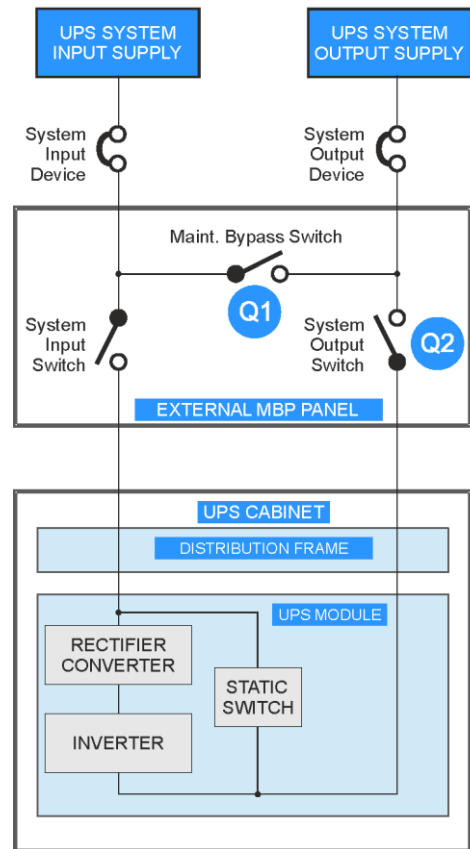 UPS SYSTEM
INPUT SUPPLY
UPS SYSTEM
OUTPUT SUPPLY
System
Input
Device
System
Output
Device
Maint. Bypass Switch
Q1
System
Input
Switch
System
Output
Switch
Q2
EXTERNAL MBP PANEL
UPS CABINET
DISTRIBUTION FRAME
UPS MODULE
RECTIFIER
CONVERTER
STATIC
SWITCH
INVERTER